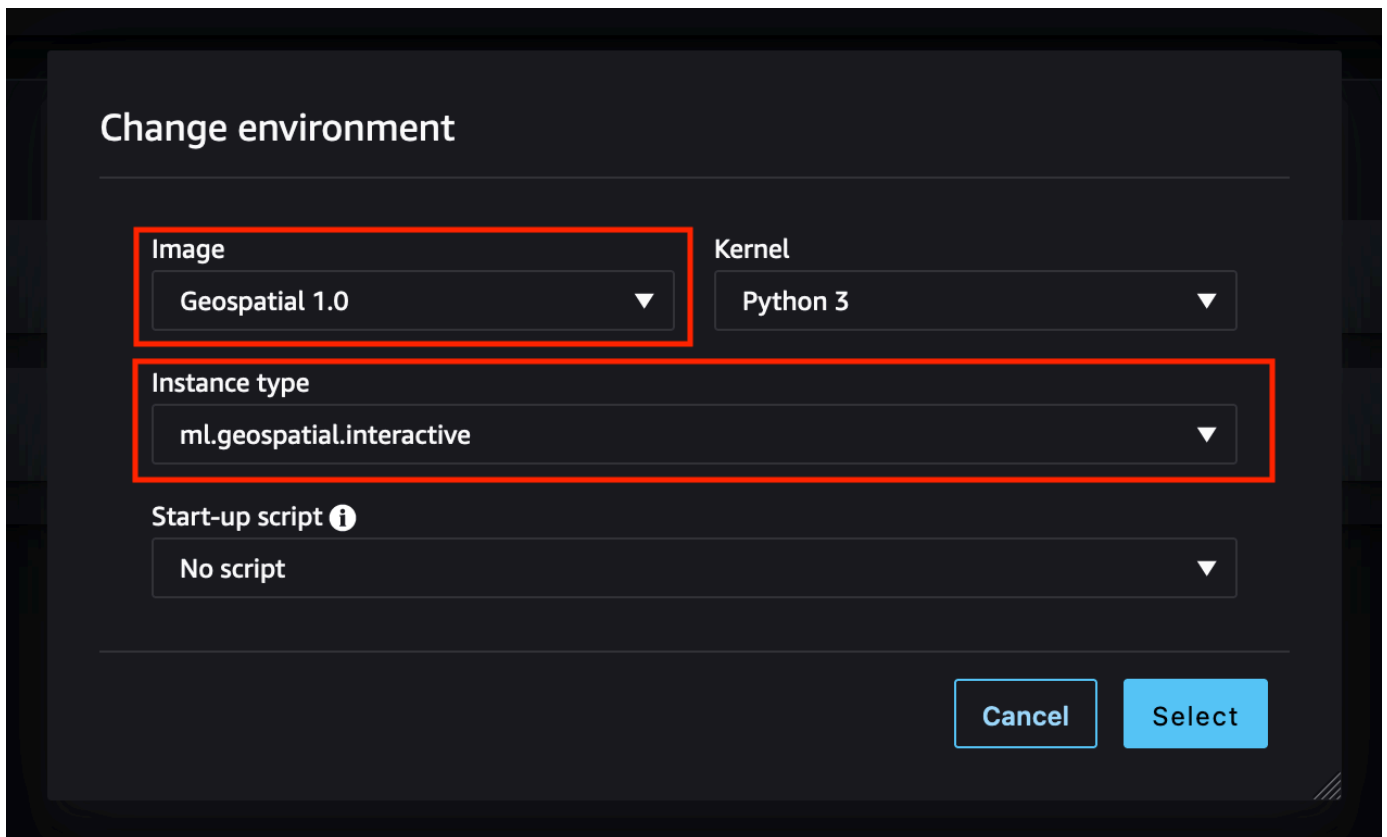 Change environment
Image
Geospatial 1.0
Kernel
Python 3
Instance type
ml.geospatial.interactive
Start-up script
No script
Cancel
Select